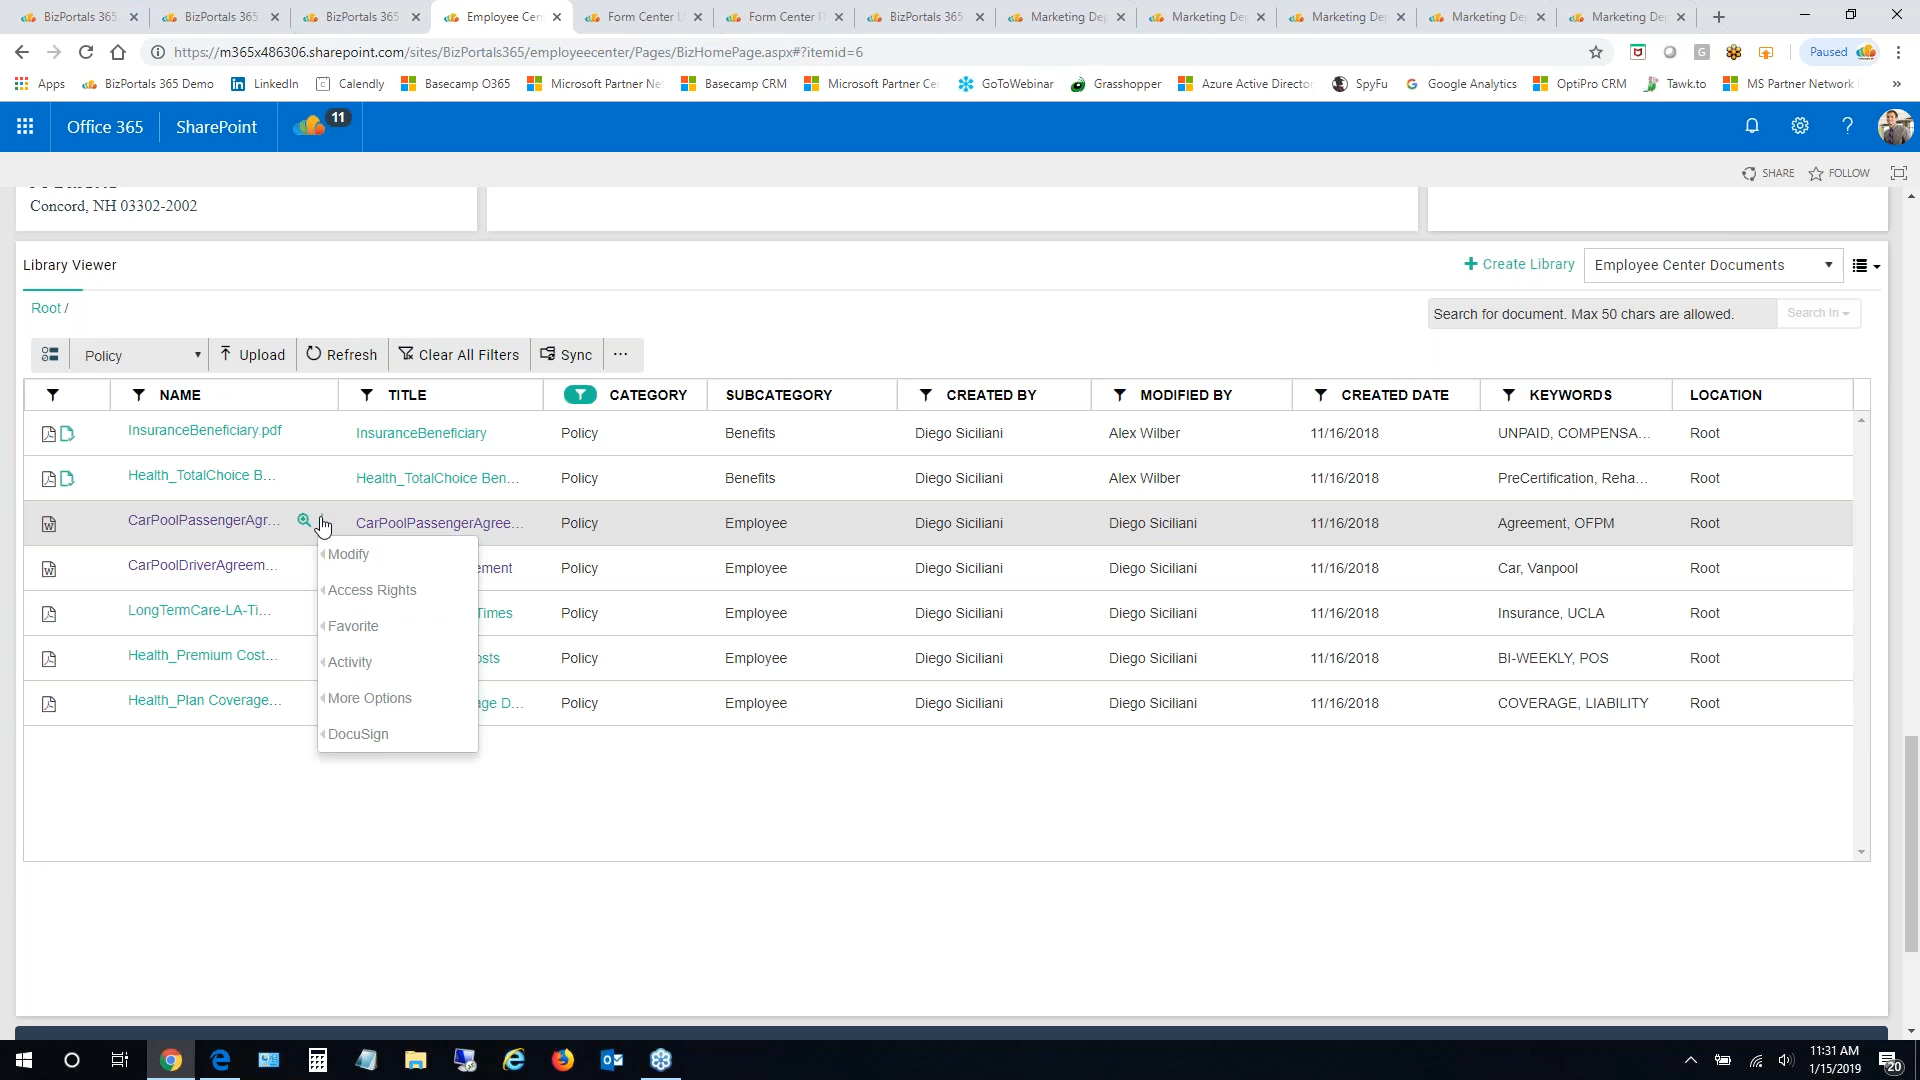 BizPortals 365
BizPortals 365
BizPortals 365
Employee Cen
Form Center
Form Center
BizPortals 365
Marketing De
Marketing De
Marketing De
Marketing De
Marketing De
https://m365x486306.sharepoint.com/sites/BizPortals365/employeecenter/Pages/BizHomePage.aspx#?itemid=6
Paused
Apps
BizPortals 365 Demo
LinkedIn
Calendly
Basecamp O365
Microsoft Partner Ne
Basecamp CRM
Microsoft Partner Ce
GoToWebinar
Grasshopper
Azure Active Director
SpyFu
Google Analytics
OptiPro CRM
Tawk.to
MS Partner Network
»
Office 365
SharePoint
11
?
SHARE
FOLLOW
Concord, NH 03302-2002
Library Viewer
+ Create Library
Employee Center Documents
Root /
Search for document. Max 50 chars are allowed.
Search In
Policy
Upload
Refresh
Clear All Filters
Sync
...
NAME TITLE CATEGORY SUBCATEGORY CREATED BY MODIFIED BY CREATED DATE KEYWORDS LOCATION
InsuranceBeneficiary.pdf InsuranceBeneficiary Policy Benefits Diego Siciliani Alex Wilber 11/16/2018 UNPAID, COMPENSA... Root
Health_TotalChoice B... Health_TotalChoice Ben... Policy Benefits Diego Siciliani Alex Wilber 11/16/2018 PreCertification, Reha... Root
CarPoolPassengerAgr... CarPoolPassengerAgree... Policy Employee Diego Siciliani Diego Siciliani 11/16/2018 Agreement, OFPM Root
CarPoolDriverAgreem... ement Policy Employee Diego Siciliani Diego Siciliani 11/16/2018 Car, Vanpool Root
LongTermCare-LA-Ti... Times Policy Employee Diego Siciliani Diego Siciliani 11/16/2018 Insurance, UCLA Root
Health_Premium Cost... osts Policy Employee Diego Siciliani Diego Siciliani 11/16/2018 BI-WEEKLY, POS Root
Health_Plan Coverage... age D... Policy Employee Diego Siciliani Diego Siciliani 11/16/2018 COVERAGE, LIABILITY Root
Modify
Access Rights
Favorite
Activity
More Options
DocuSign
11:31 AM
1/15/2019
20